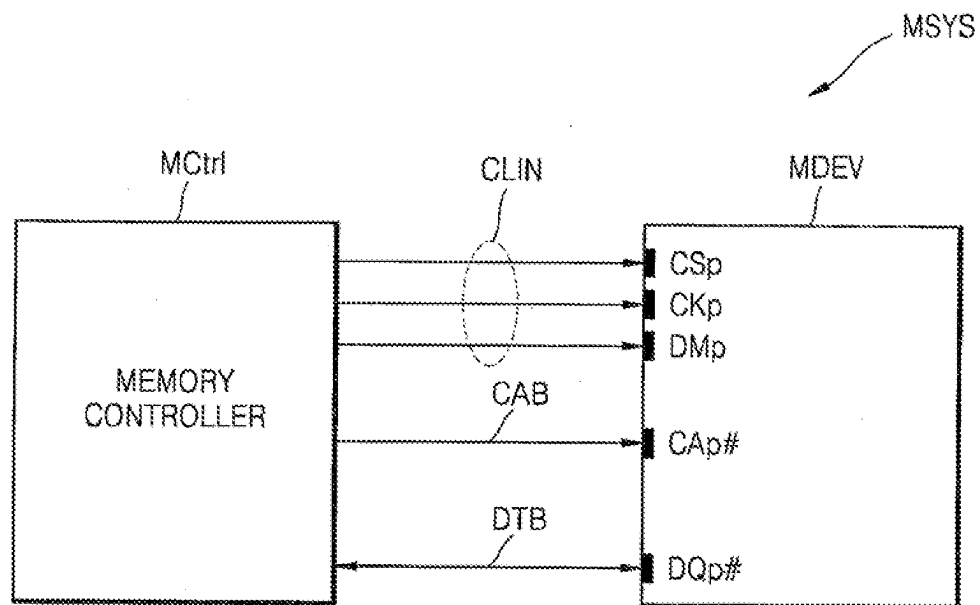 MSYS
MCtrl
CLIN
MDEV
CSp
CKp
DMp
MEMORY
CONTROLLER
CAB
CAp#
DTB
DQp#